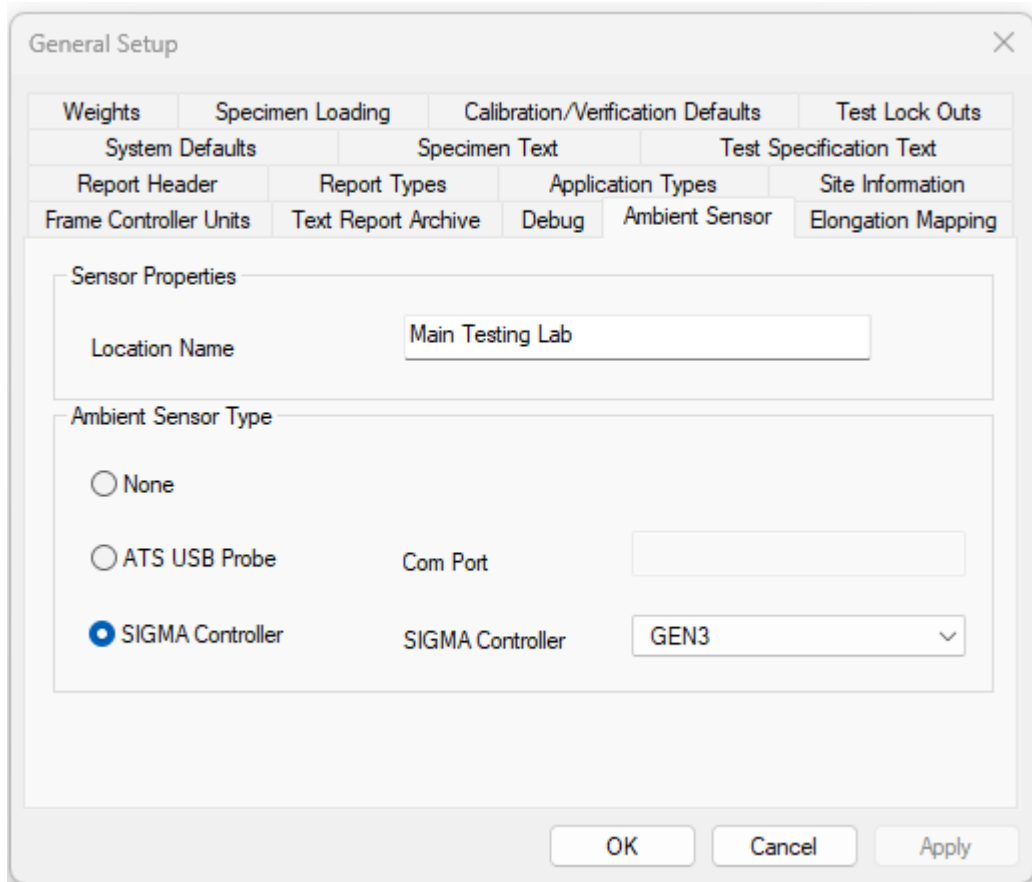 General Setup
Weights Specimen Loading Calibration/Verification Defaults Test Lock Outs
System Defaults Specimen Text Test Specification Text
Report Header Report Types Application Types Site Information
Frame Controller Units Text Report Archive Debug Ambient Sensor Elongation Mapping
Sensor Properties
Location Name Main Testing Lab
Ambient Sensor Type
None
ATS USB Probe Com Port
SIGMA Controller SIGMA Controller GEN3
OK Cancel Apply